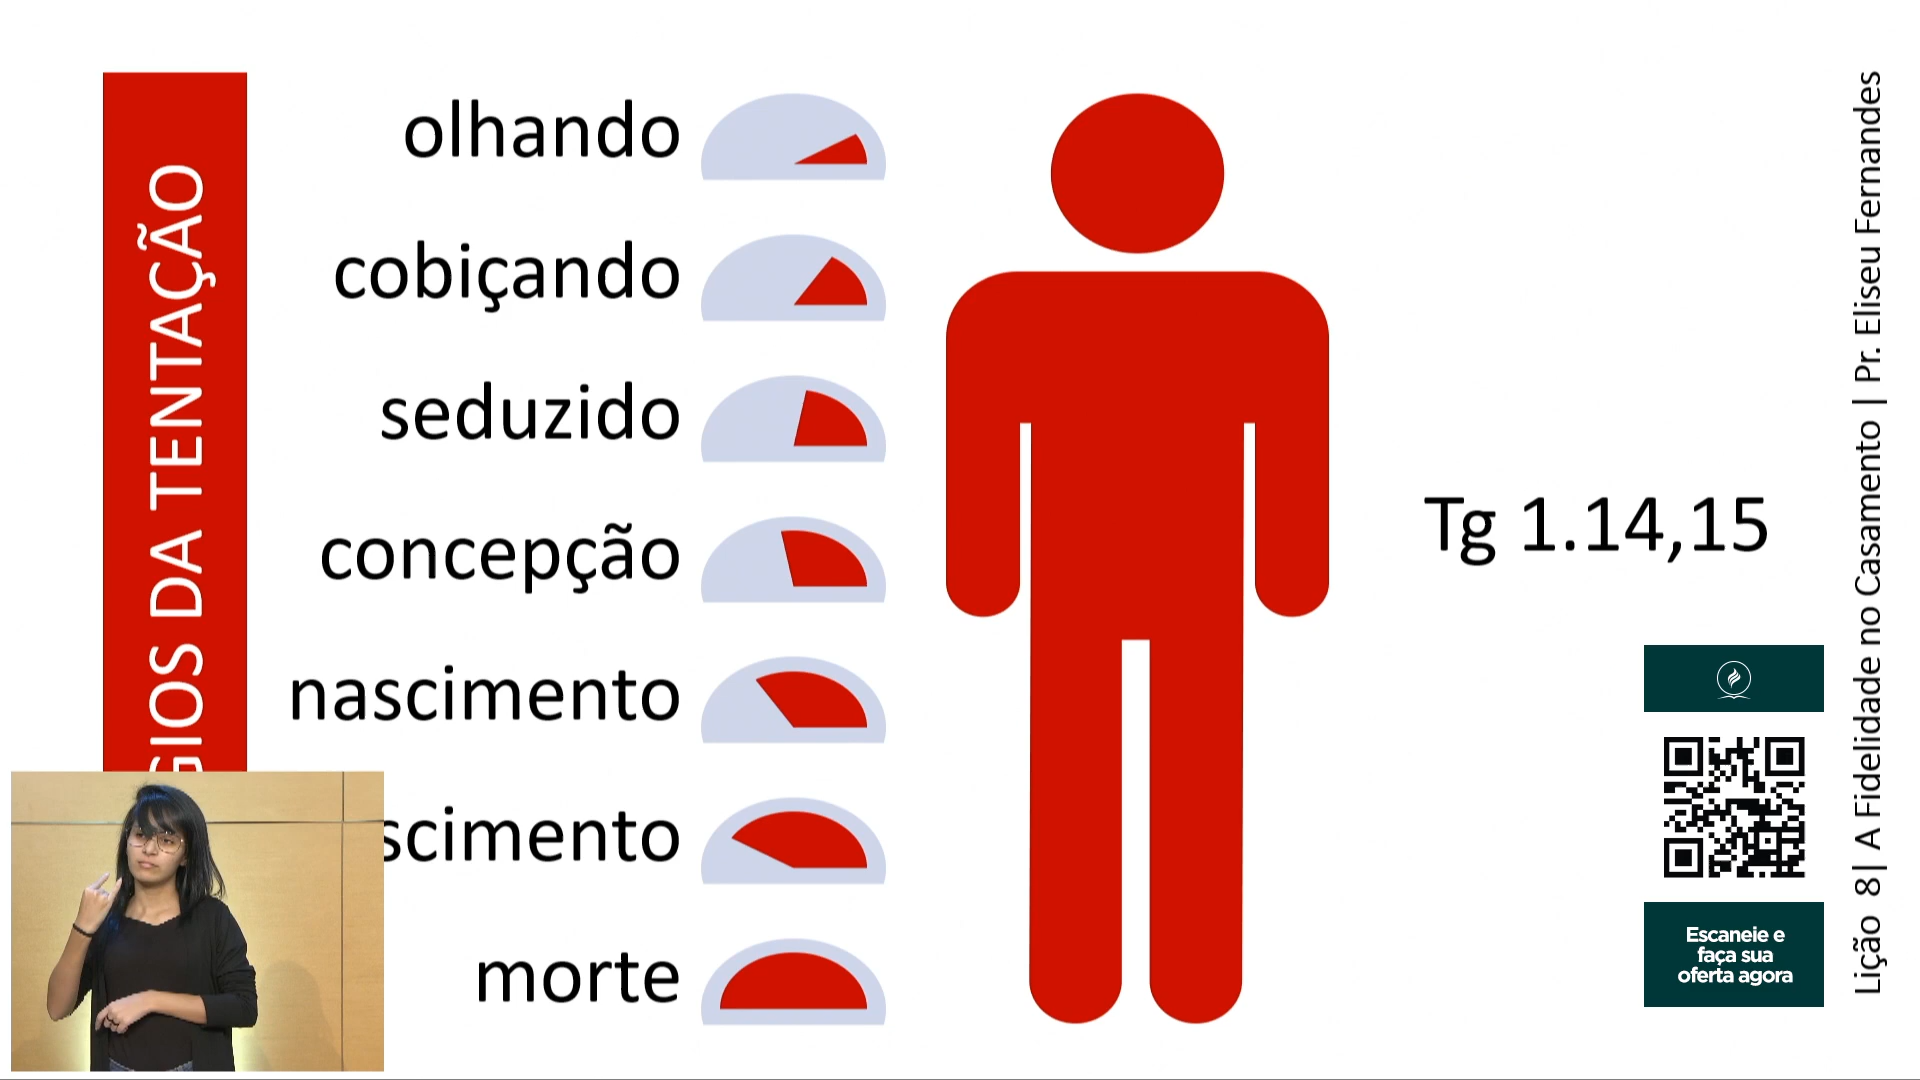 GIOS DA TENTAÇÃO
olhando
cobiçando
seduzido
concepção
nascimento
scimento
morte
Tg 1.14,15
Escaneie e
faça sua
oferta agora
Lição 8| A Fidelidade no Casamento | Pr. Eliseu Fernandes